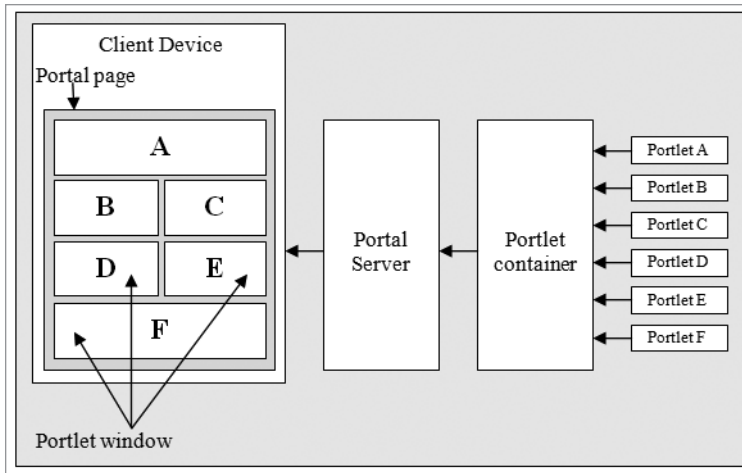 Client Device
Portal page
A
B
C
D
E
F
Portlet window
Portal
Server
Portlet
container
Portlet A
Portlet B
Portlet C
Portlet D
Portlet E
Portlet F